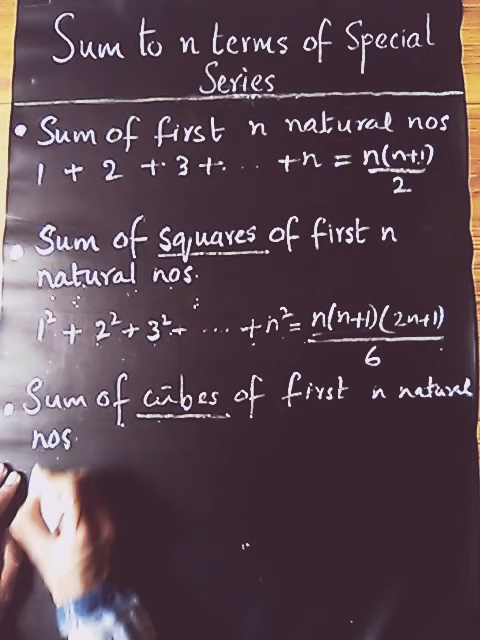 Sum to n terms of Special
Series
• Sum of first n natural nos
1 + 2 + 3 + ... + n = n(n+1)/2
• Sum of squares of first n
natural nos.
1² + 2² + 3² + ... + n² = n(n+1)(2n+1)/6
• Sum of cubes of first n natural
nos.